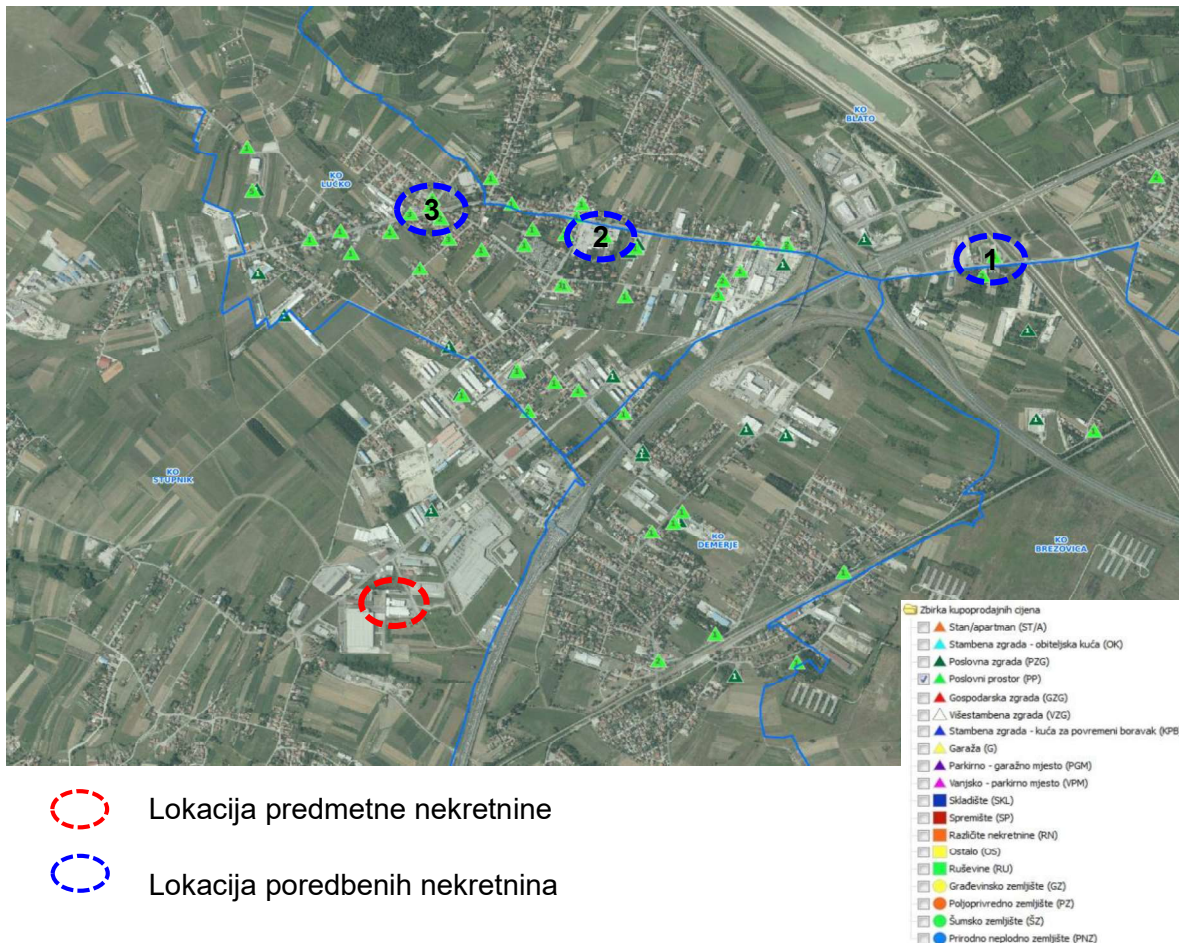 KO
BLATO
KO
LUČKO
3
2
1
KO
STUPNIK
KO
DEMERJE
KO
BREZOVICA
Lokacija predmetne nekretnine
Lokacija poredbenih nekretnina
Zbirka kupoprodajnih cijena
Stan/apartman (ST/A)
Stambena zgrada - obiteljska kuća (OK)
Poslovna zgrada (PZG)
Poslovni prostor (PP)
Gospodarska zgrada (GZG)
Višestambena zgrada (VZG)
Stambena zgrada - kuća za povremeni boravak (KPB
Garaža (G)
Parkirno - garažno mjesto (PGM)
Vanjsko - parkirno mjesto (VPM)
Skladište (SKL)
Spremište (SP)
Različite nekretnine (RN)
Ostalo (OS)
Ruševine (RU)
Građevinsko zemljište (GZ)
Poljoprivredno zemljište (PZ)
Šumsko zemljište (ŠZ)
Prirodno neplodno zemljište (PNZ)